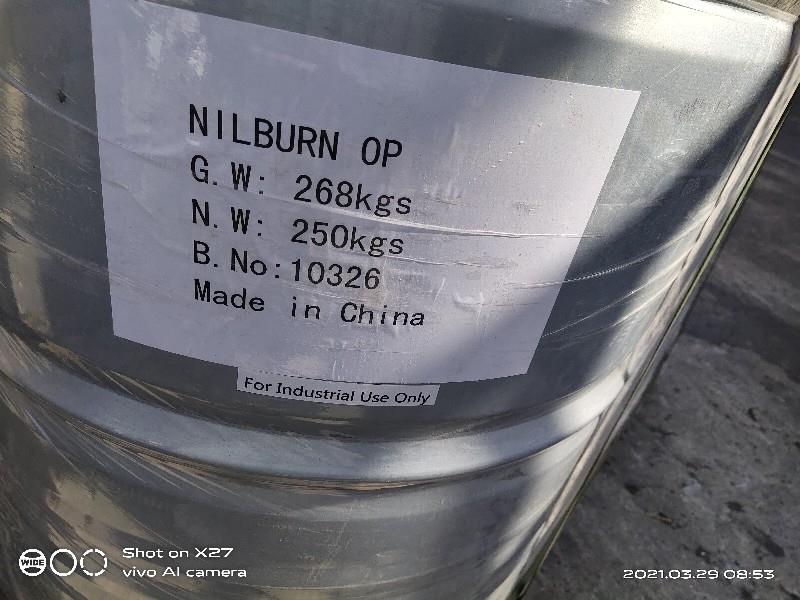 NILBURN OP
G.W: 268kgs
N.W: 250kgs
B.No:10326
Made in China
For Industrial Use Only
WIDE
Shot on X27
vivo AI camera
2021.03.29 08:53